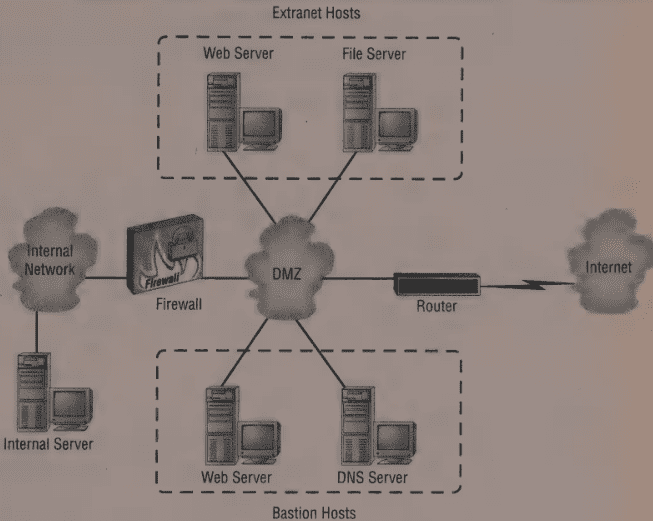 Extranet Hosts
Web Server
File Server
Internal
Network
Firewall
Firewall
DMZ
Router
Internet
Internal Server
Web Server
DNS Server
Bastion Hosts